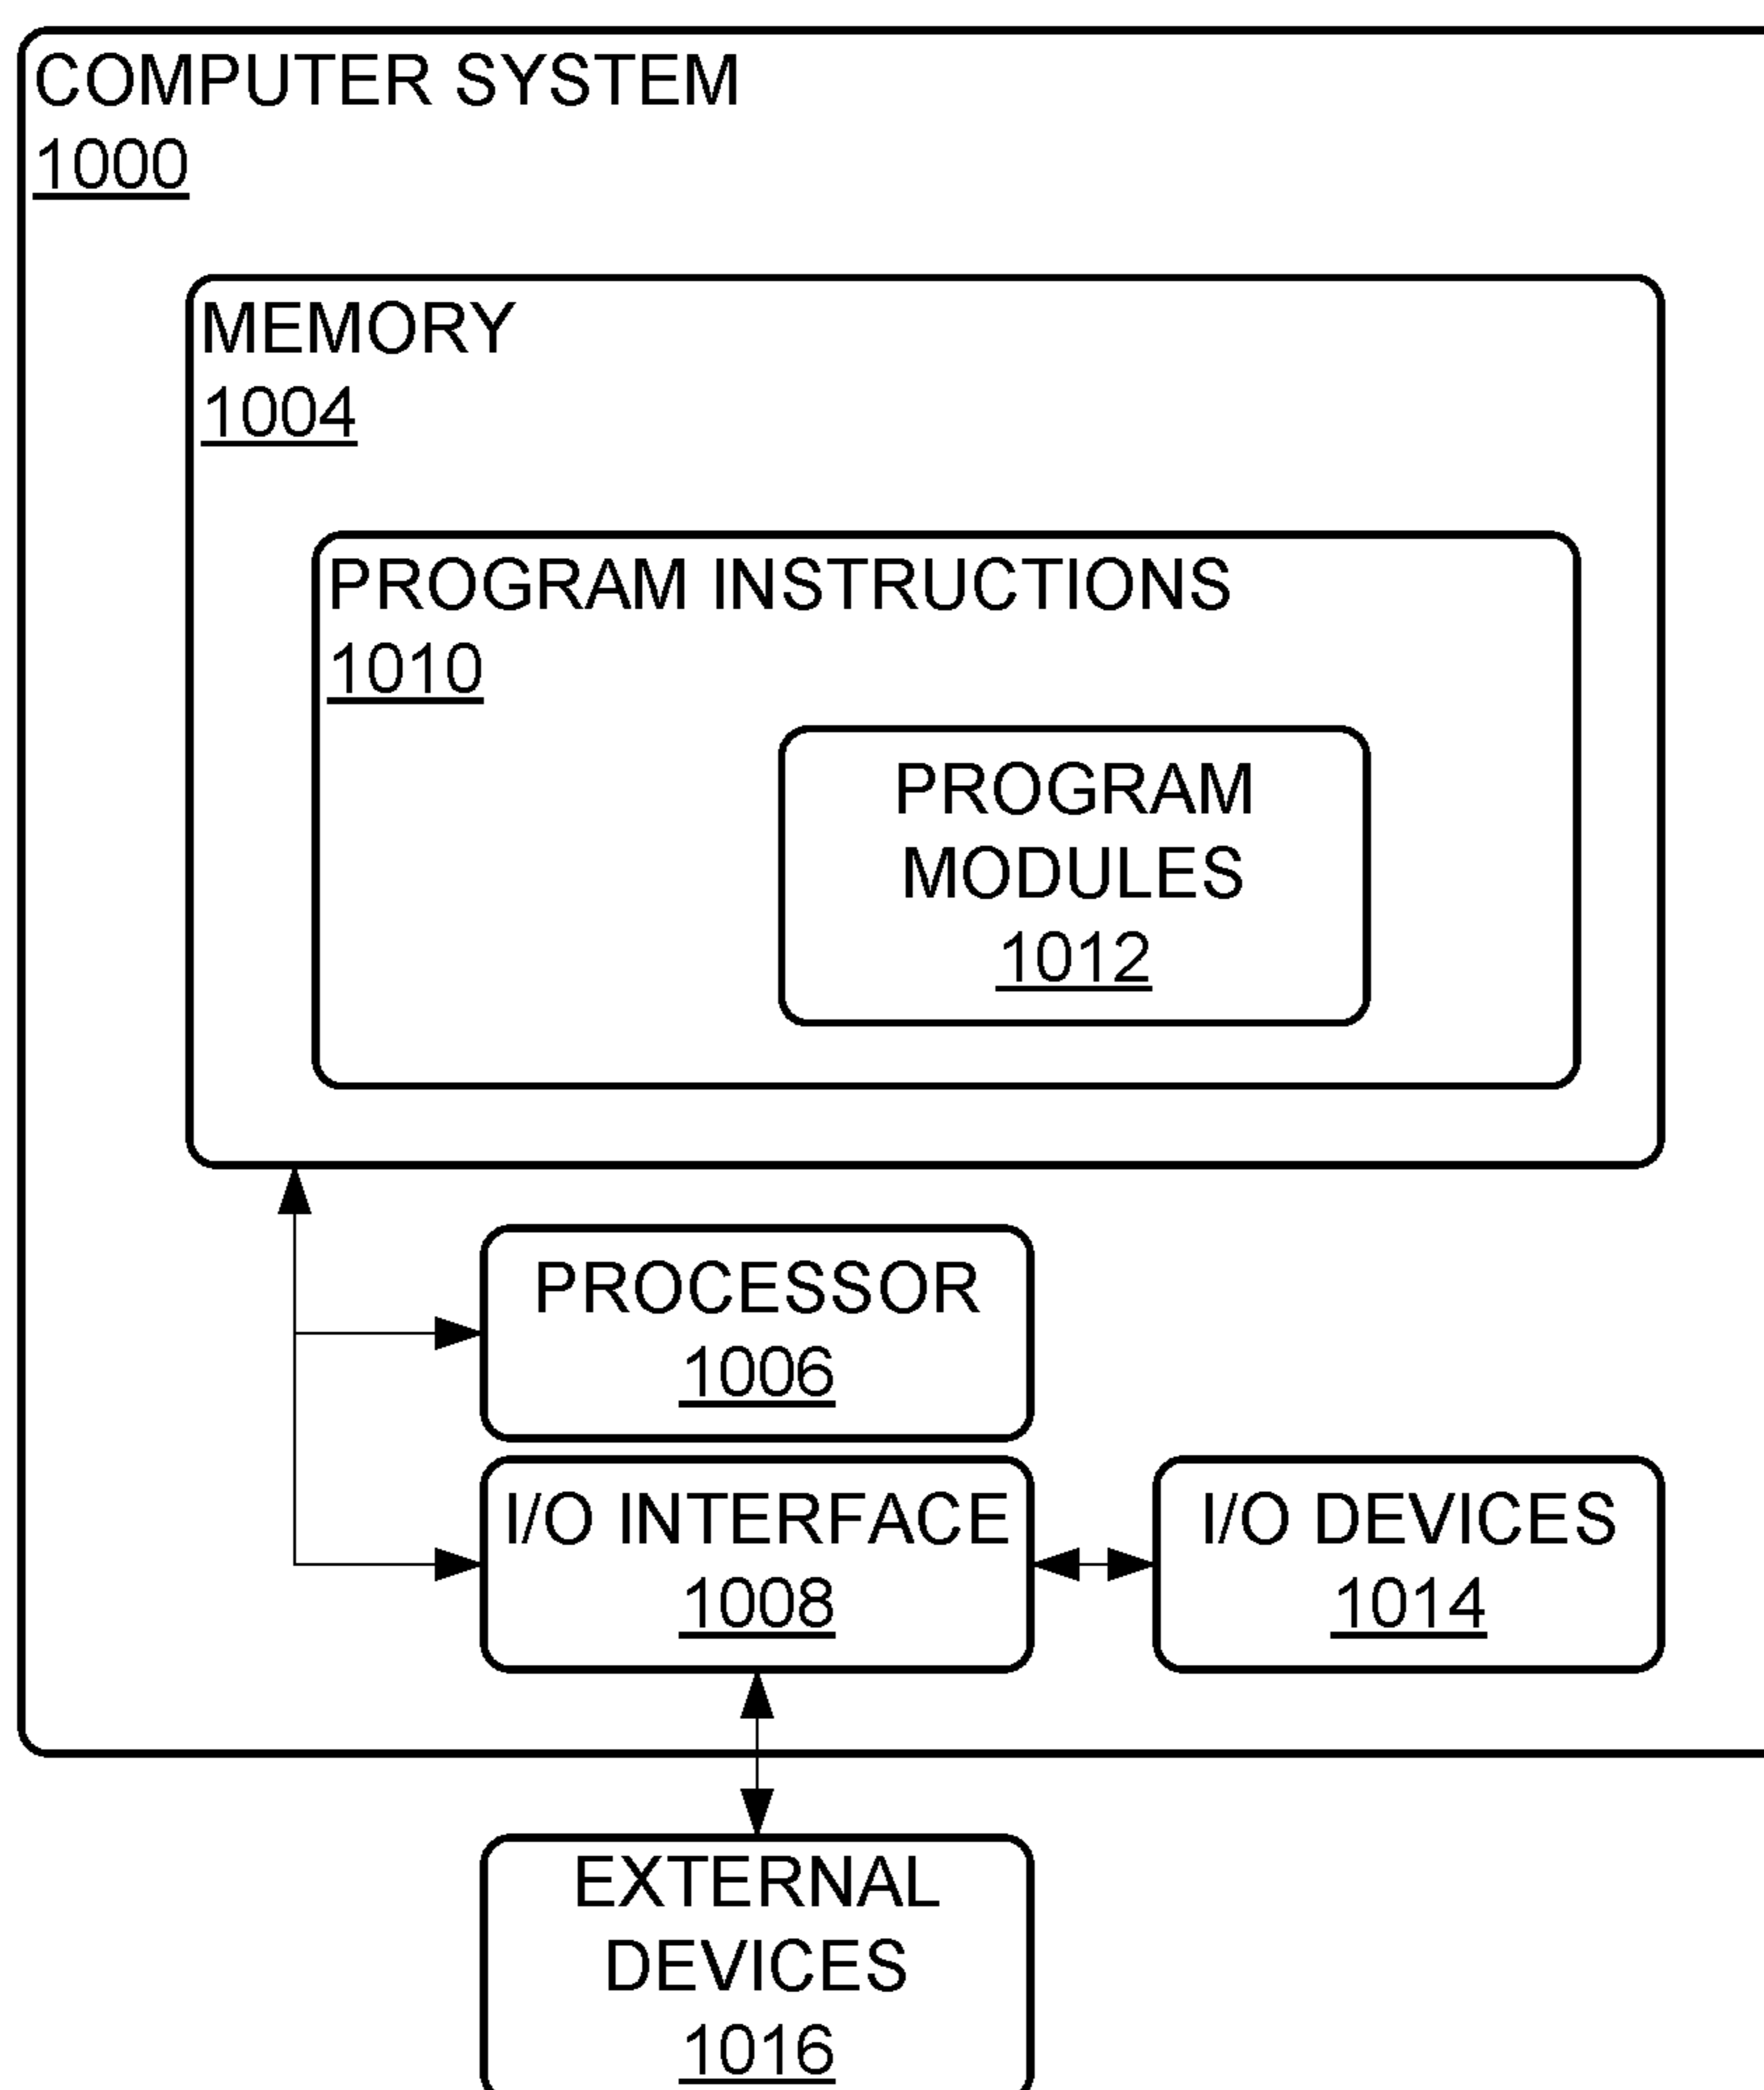 COMPUTER SYSTEM
1000
MEMORY
1004
PROGRAM INSTRUCTIONS
1010
PROGRAM
MODULES
1012
PROCESSOR
1006
I/O INTERFACE
1008
I/O DEVICES
1014
EXTERNAL
DEVICES
1016